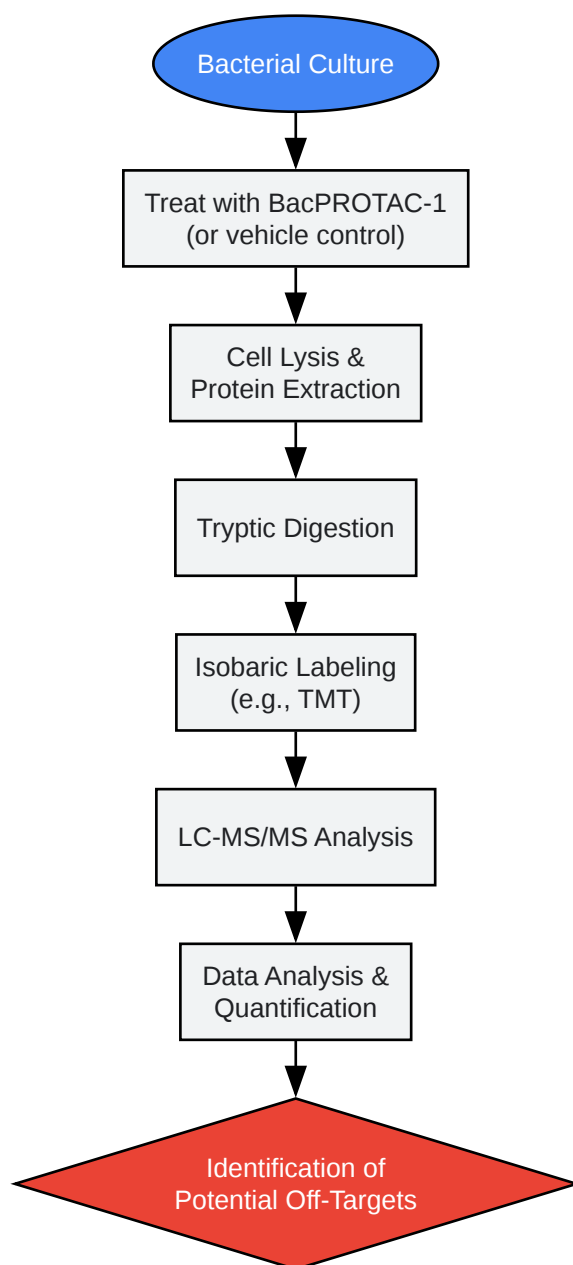 Bacterial Culture
Treat with BacPROTAC-1
(or vehicle control)
Cell Lysis &
Protein Extraction
Tryptic Digestion
Isobaric Labeling
(e.g., TMT)
LC-MS/MS Analysis
Data Analysis &
Quantification
Identification of
Potential Off-Targets